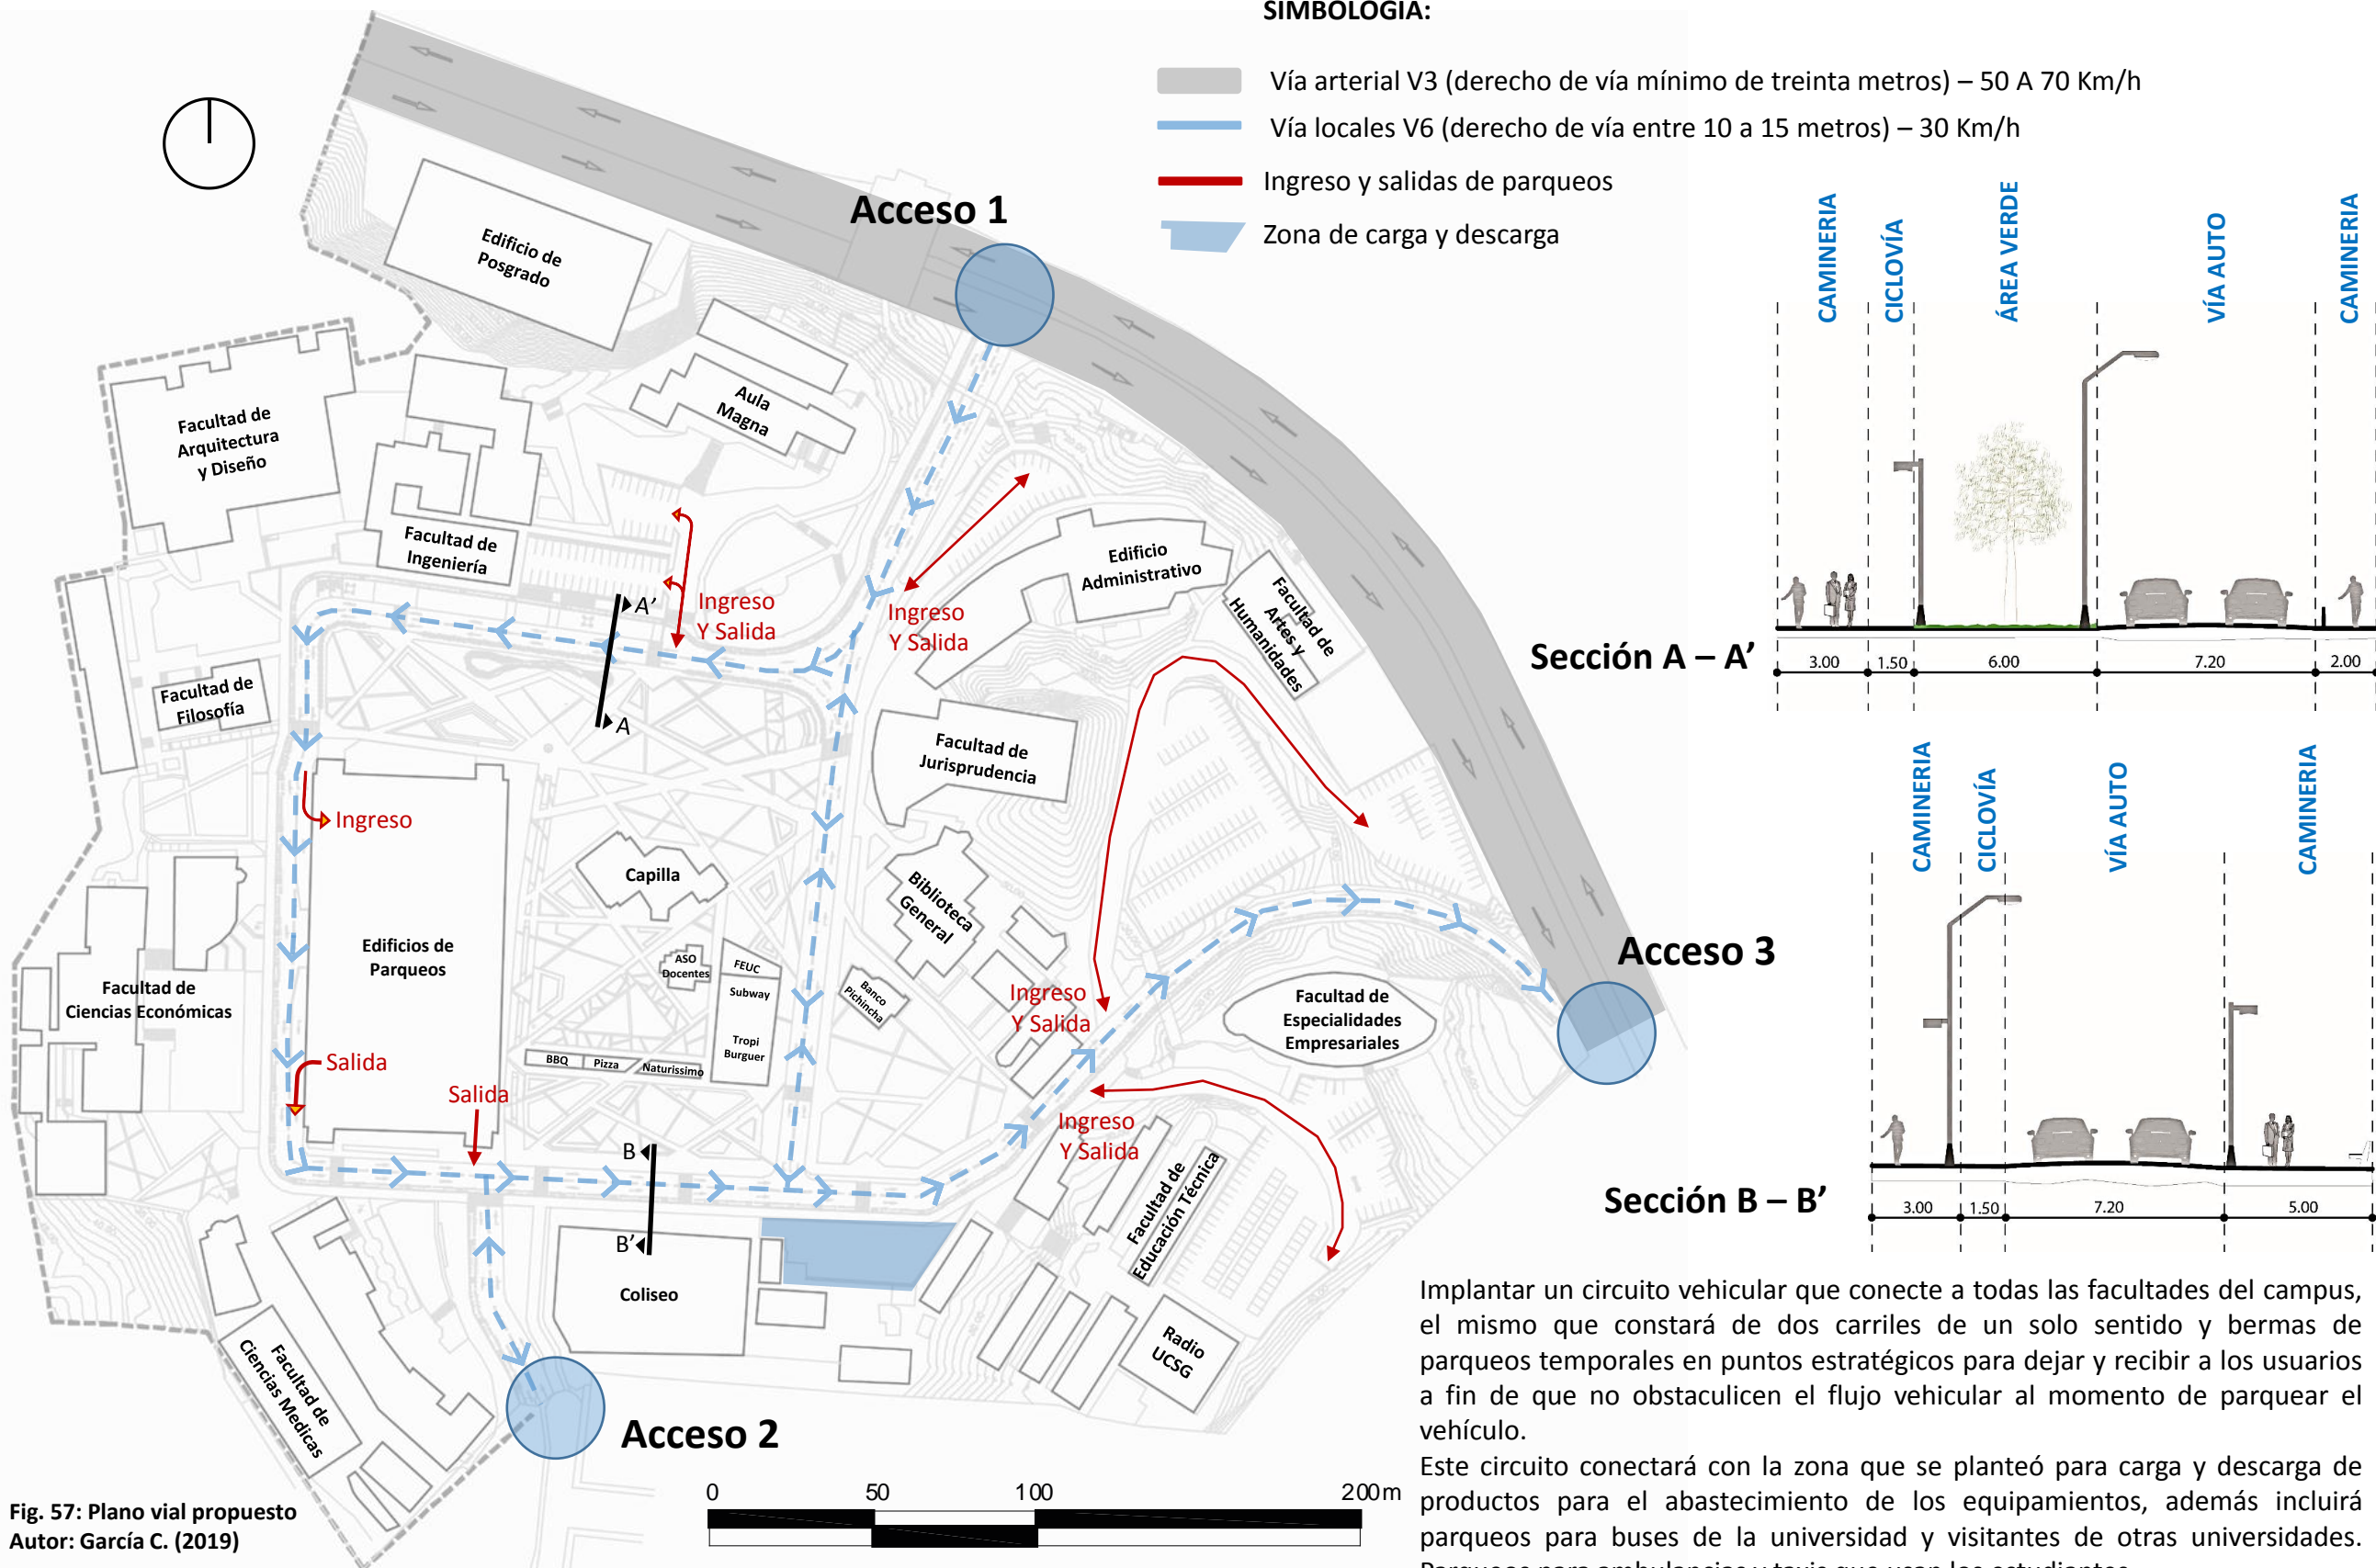 SIMBOLOGIA:
Vía arterial V3 (derecho de vía mínimo de treinta metros) – 50 A 70 Km/h
Vía locales V6 (derecho de vía entre 10 a 15 metros) – 30 Km/h
Ingreso y salidas de parqueos
Zona de carga y descarga
Acceso 1
Edificio de
Posgrado
Aula
Magna
Facultad de
Arquitectura
y Diseño
Facultad de
Ingeniería
Ingreso
Y Salida
A'
A
Ingreso
Y Salida
Edificio
Administrativo
Facultad de
Artes y
Humanidades
Facultad de
Filosofía
Facultad de
Jurisprudencia
Ingreso
Capilla
Biblioteca
General
Edificios de
Parqueos
ASO
Docentes
FEUC
Subway
Tropi
Burguer
Banco
Pichincha
BBQ
Pizza
Naturissimo
Facultad de
Ciencias Económicas
Salida
Salida
Ingreso
Y Salida
Facultad de
Especialidades
Empresariales
Acceso 3
Ingreso
Y Salida
Facultad de
Educación Técnica
B
B'
Coliseo
Radio
UCSG
Facultad de
Ciencias Medicas
Acceso 2
0 50 100 200m
Fig. 57: Plano vial propuesto
Autor: García C. (2019)
CAMINERIA
CICLOVÍA
ÁREA VERDE
VÍA AUTO
CAMINERIA
Sección A – A’
3.00 1.50 6.00 7.20 2.00
CAMINERIA
CICLOVÍA
VÍA AUTO
CAMINERIA
Sección B – B’
3.00 1.50 7.20 5.00
Implantar un circuito vehicular que conecte a todas las facultades del campus,
el mismo que constará de dos carriles de un solo sentido y bermas de
parqueos temporales en puntos estratégicos para dejar y recibir a los usuarios
a fin de que no obstaculicen el flujo vehicular al momento de parquear el
vehículo.
Este circuito conectará con la zona que se planteó para carga y descarga de
productos para el abastecimiento de los equipamientos, además incluirá
parqueos para buses de la universidad y visitantes de otras universidades.
Parqueos para ambulancias y taxis que usan los estudiantes.